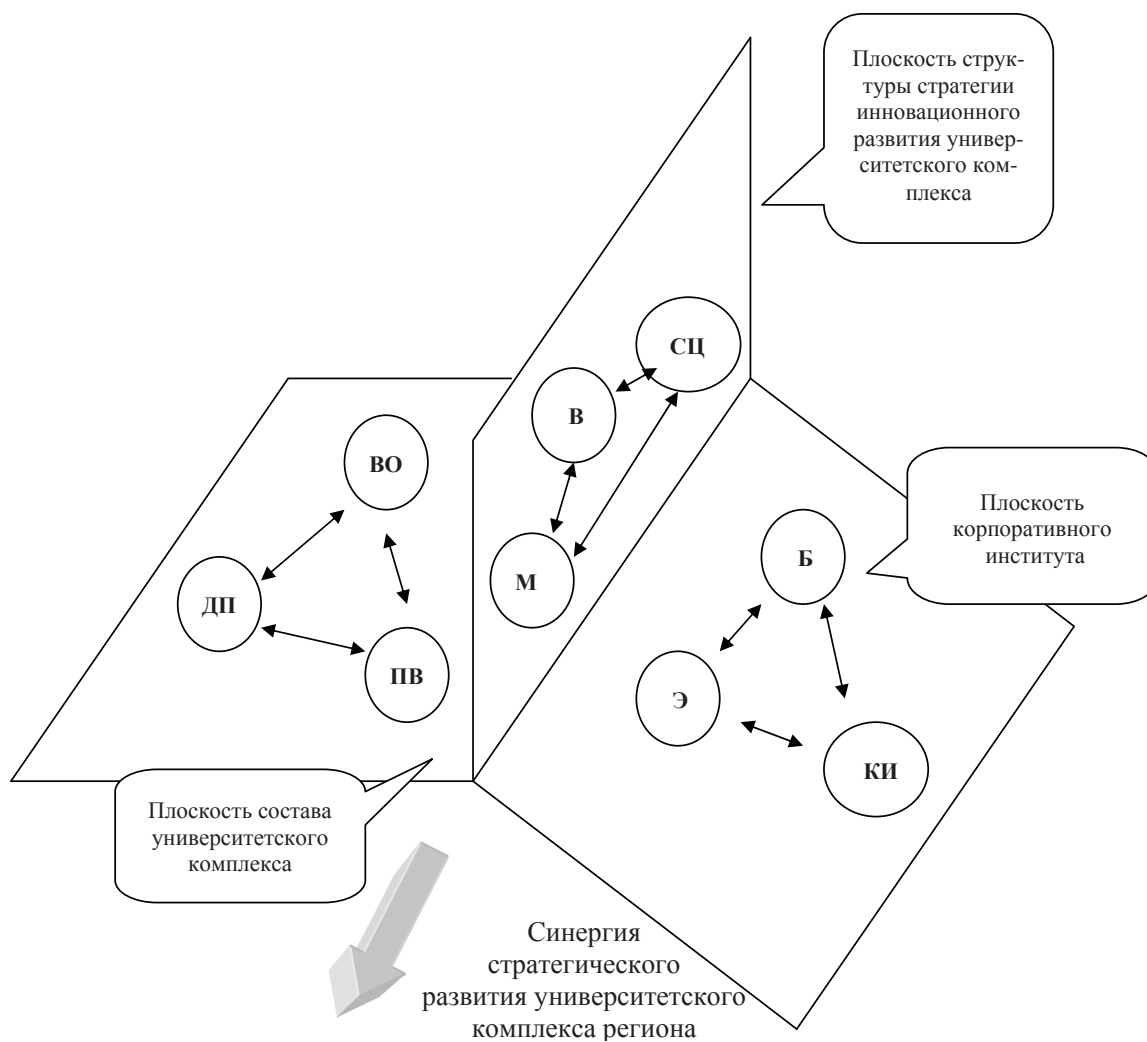 Плоскость струк-
туры стратегии
инновационного
развития универ-
ситетского ком-
плекса
СЦ
В
ВО
М
ДП
ПВ
Плоскость
корпоративного
института
Б
Э
КИ
Плоскость состава
университетского
комплекса
Синергия
стратегического
развития университетского
комплекса региона